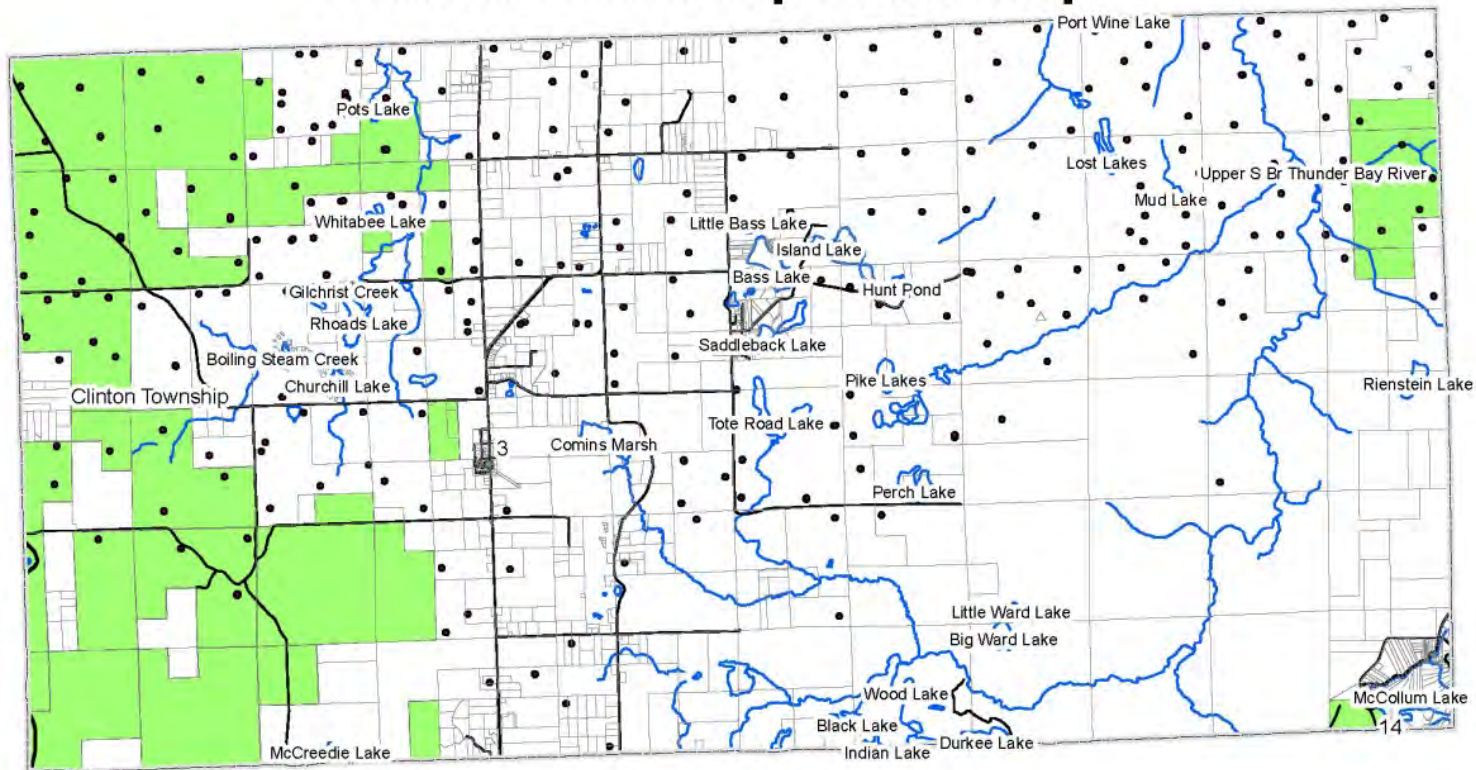 Port Wine Lake
Pots Lake
Lost Lakes
Upper S Br Thunder Bay River
Mud Lake
Whitabee Lake
Little Bass Lake
Island Lake
Bass Lake
Hunt Pond
Gilchrist Creek
Rhoads Lake
Saddleback Lake
Boiling Steam Creek
Churchill Lake
Pike Lakes
Rienstein Lake
Clinton Township
Tote Road Lake
Comins Marsh
3
Perch Lake
Little Ward Lake
Big Ward Lake
Wood Lake
McCollum Lake
Black Lake
14
Durkee Lake
McCreedie Lake
Indian Lake